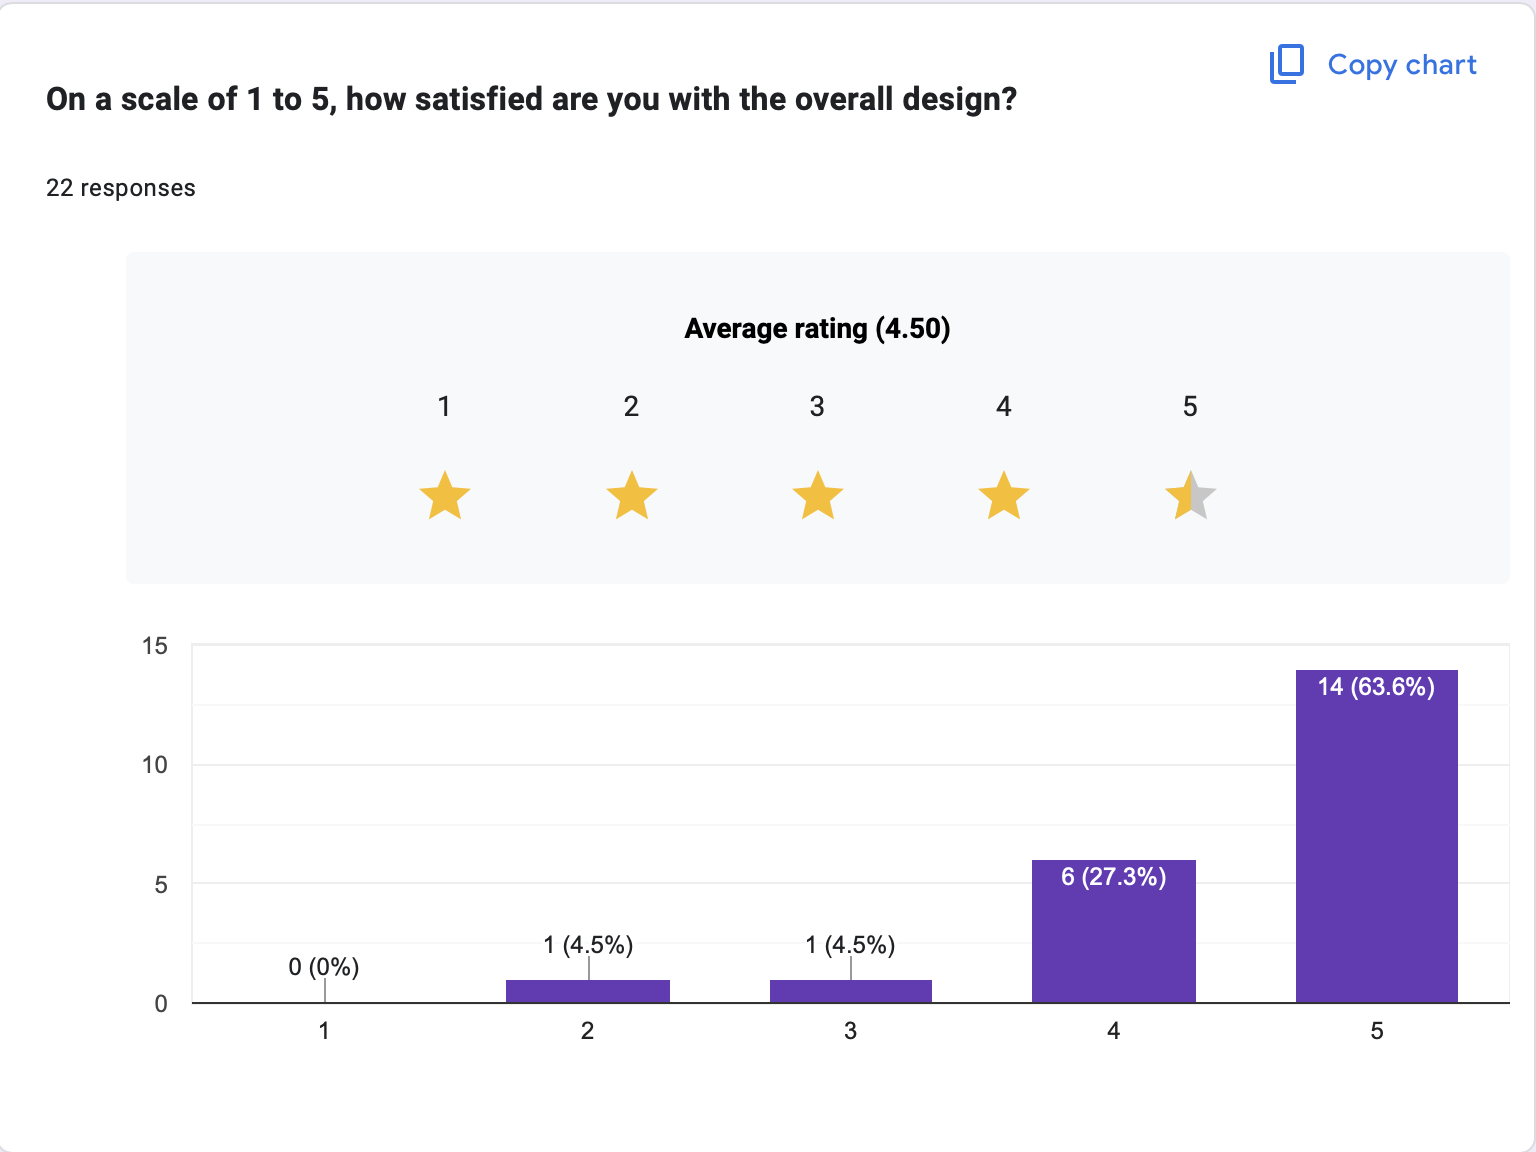 Copy chart
On a scale of 1 to 5, how satisfied are you with the overall design?
22 responses
Average rating (4.50)
1 2 3 4 5
15
14 (63.6%)
10
6 (27.3%)
5
1 (4.5%) 1 (4.5%)
0 (0%)
0
1 2 3 4 5